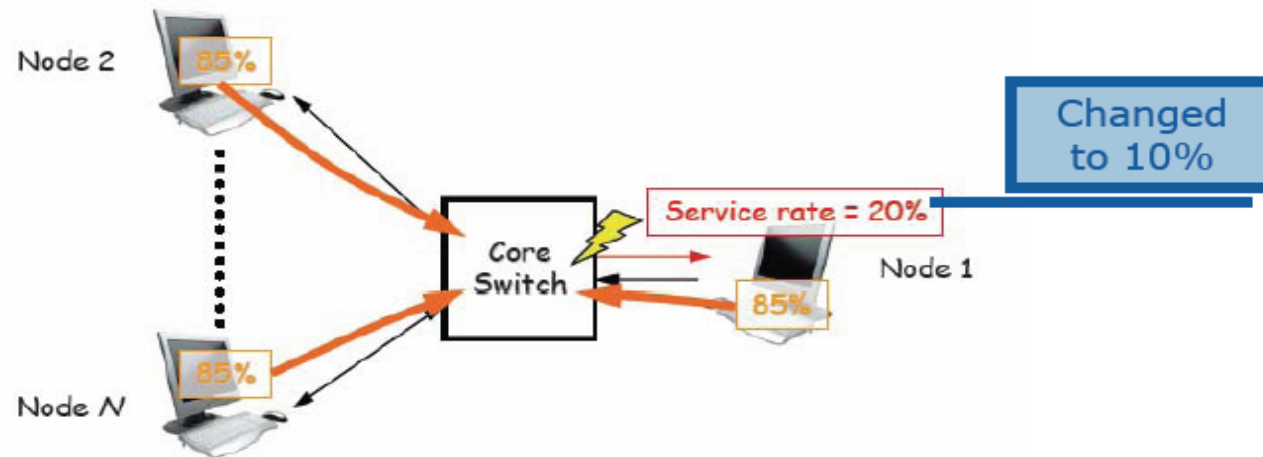 Node 2
85%
Changed
to 10%
Service rate = 20%
Core
Switch
Node 1
85%
85%
Node N